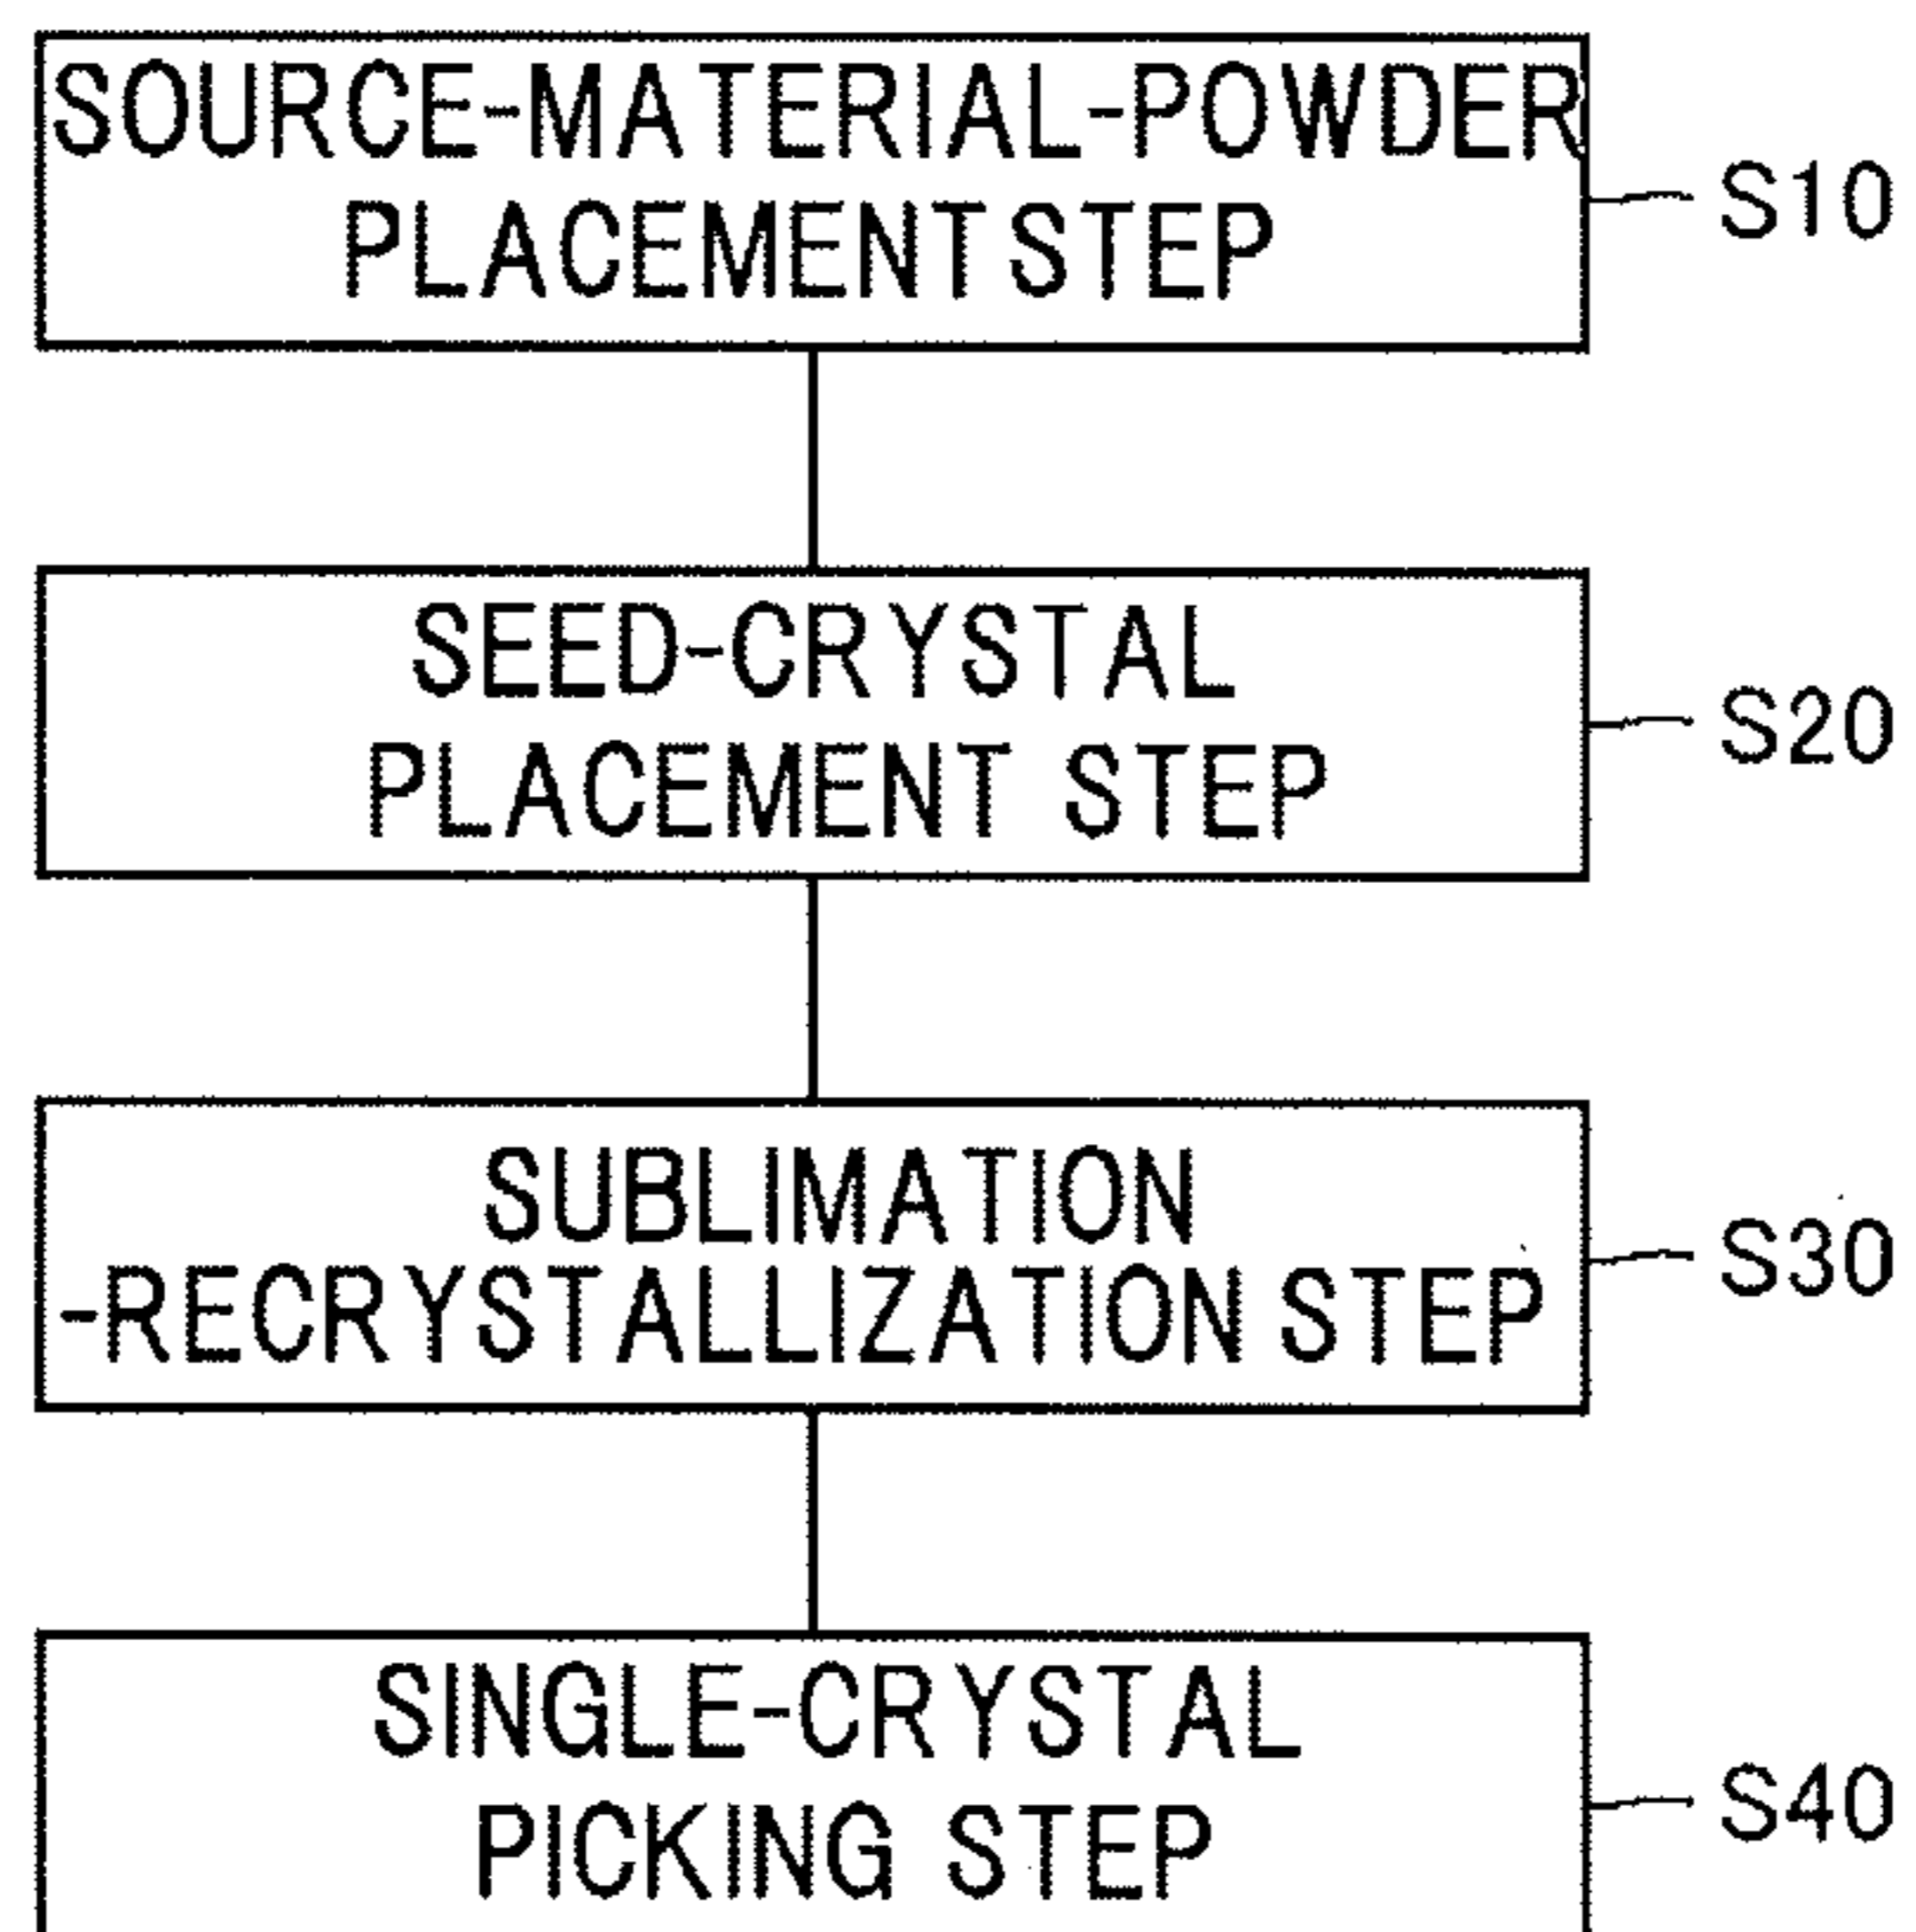 SOURCE-MATERIAL-POWDER
PLACEMENT STEP
S10
SEED-CRYSTAL
PLACEMENT STEP
S20
SUBLIMATION
-RECRYSTALLIZATION STEP
S30
SINGLE-CRYSTAL
PICKING STEP
S40